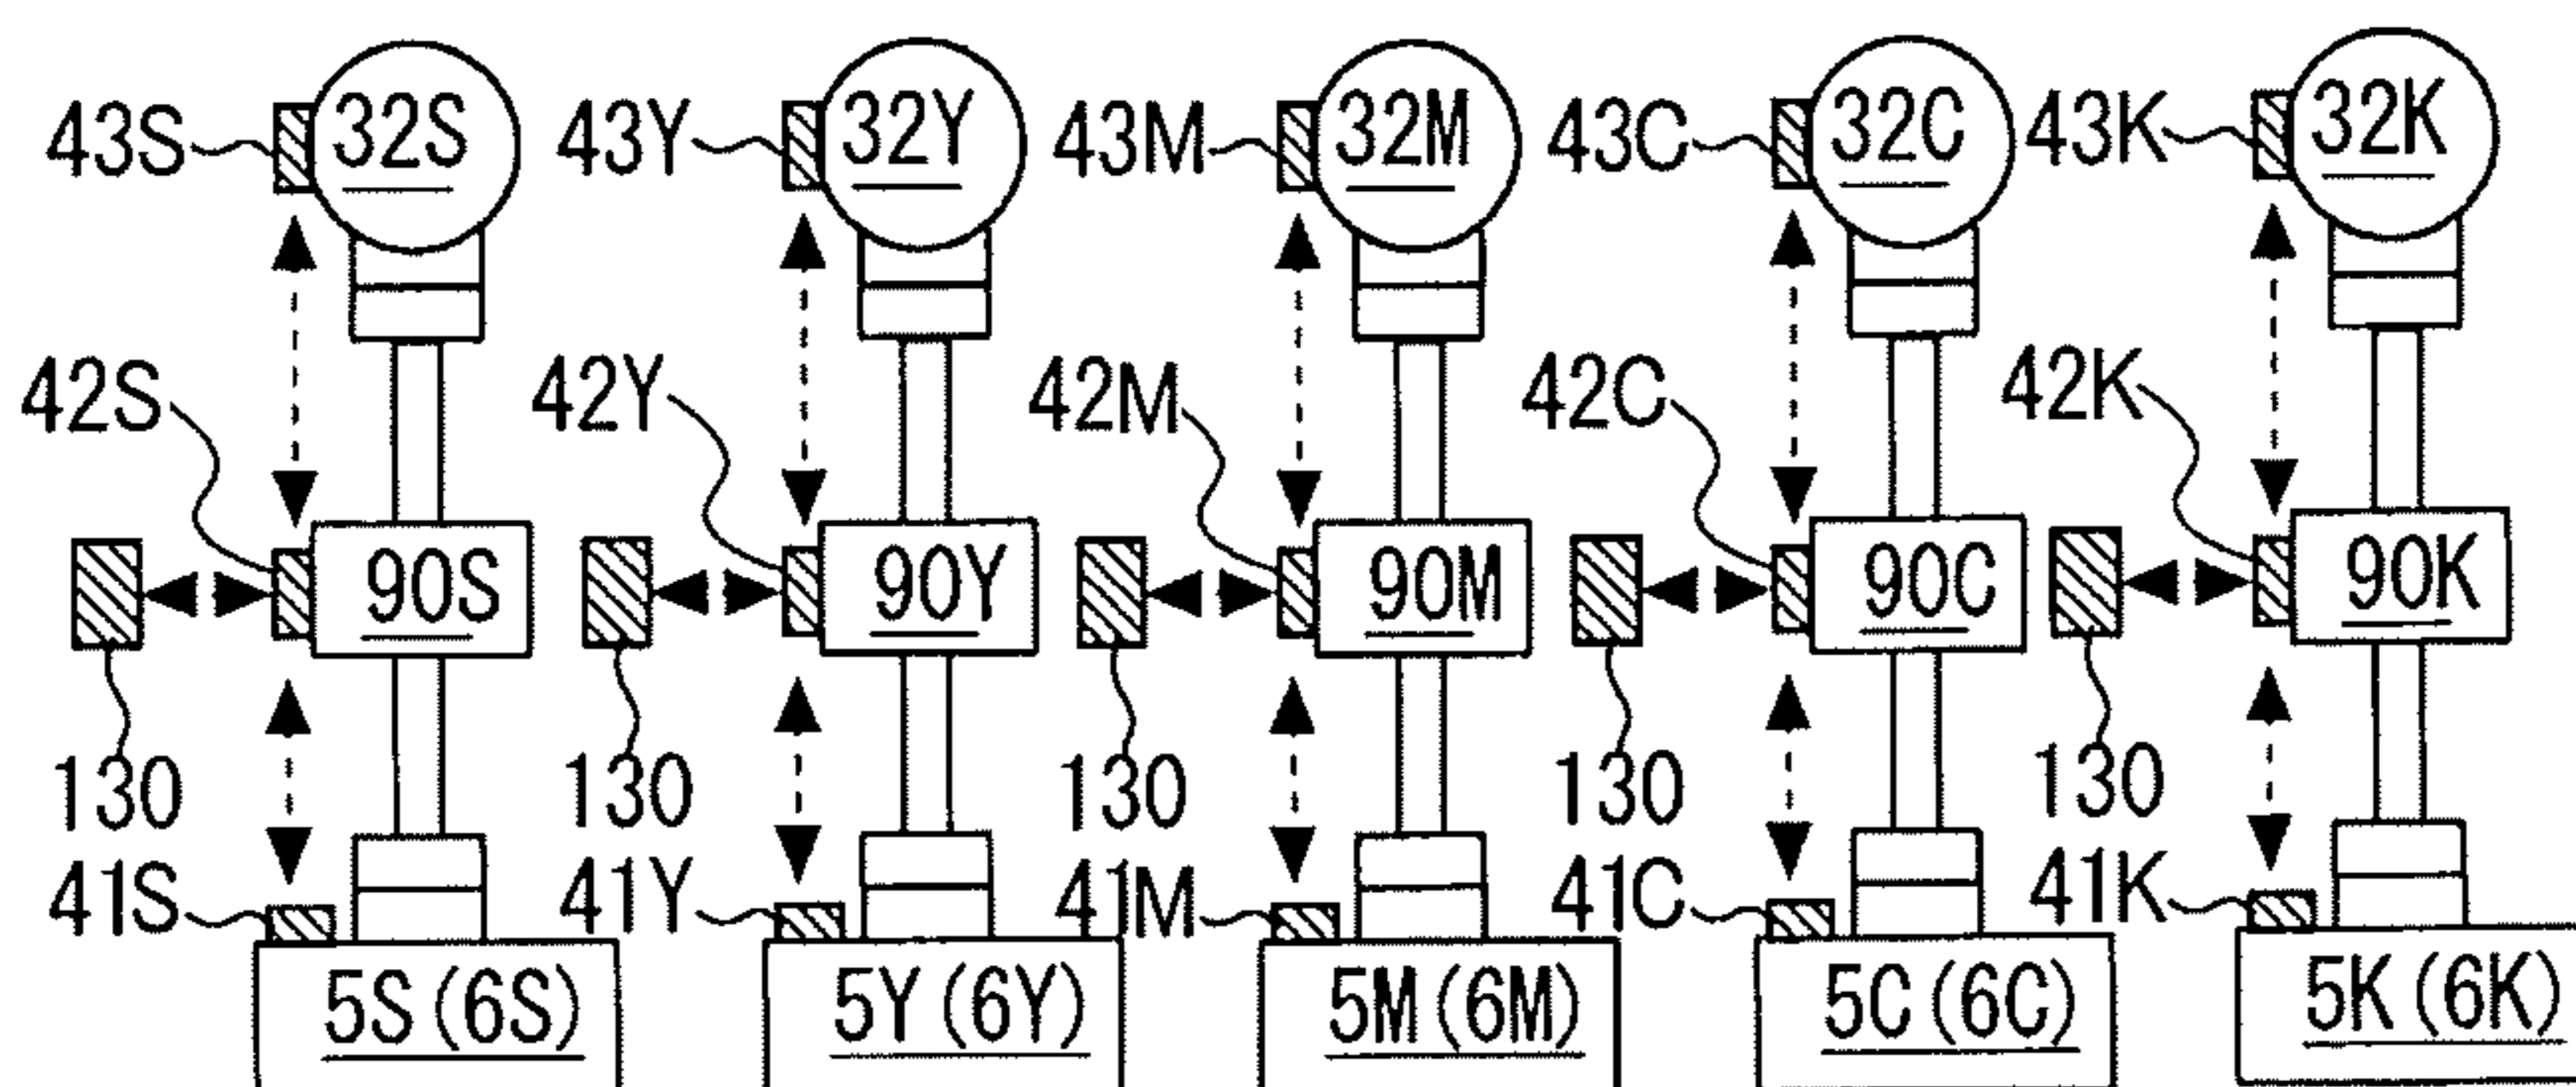 43S 32S 43Y 32Y 43M 32M 43C 32C 43K 32K
42S 42Y 42M 42C 42K
90S 90Y 90M 90C 90K
130 130 130 130 130
41S 41Y 41M 41C 41K
5S (6S) 5Y (6Y) 5M (6M) 5C (6C) 5K (6K)